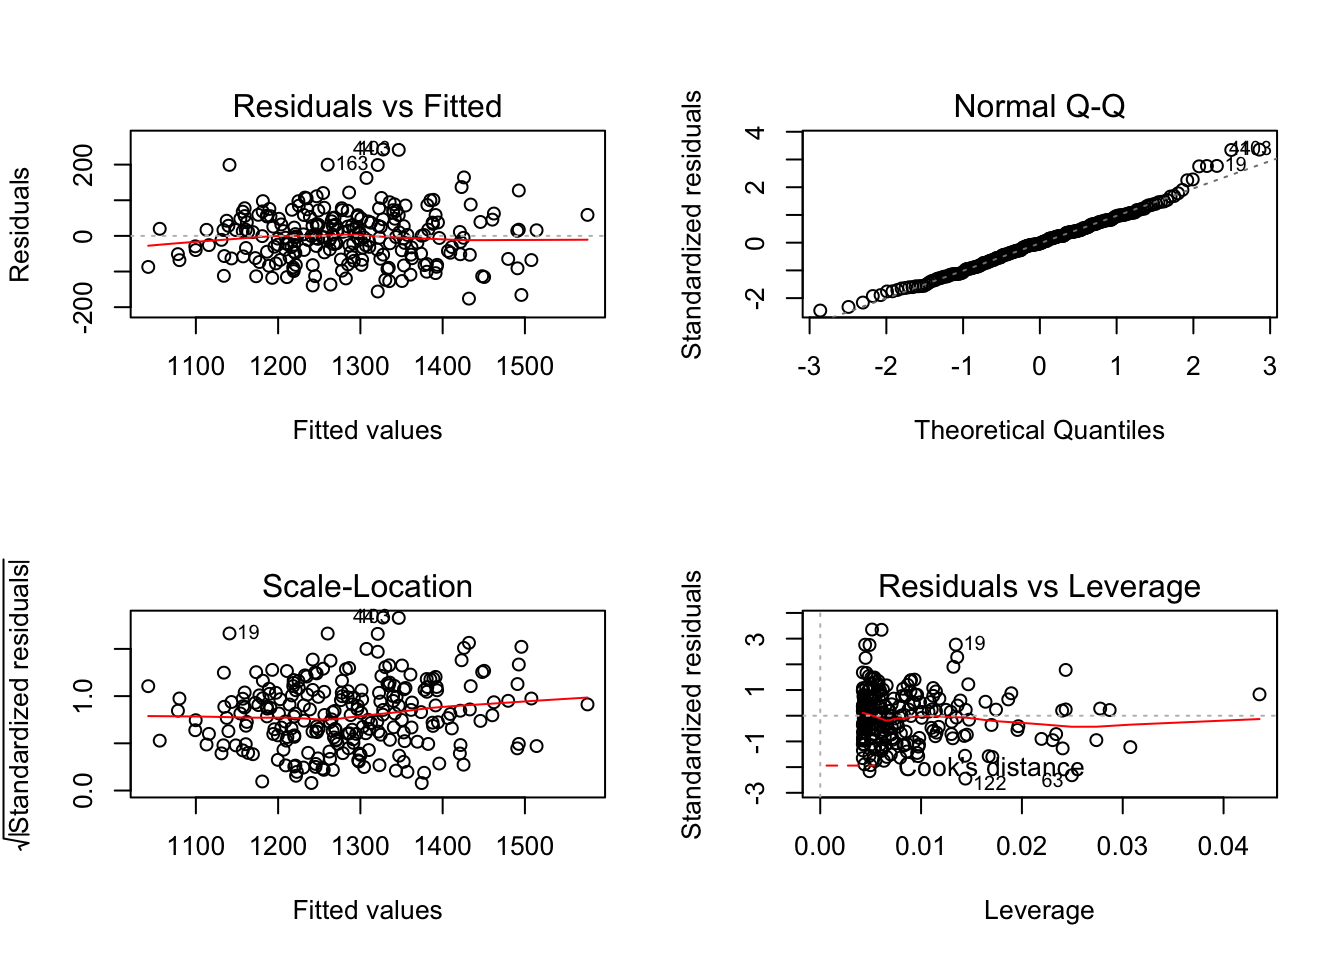 Residuals vs Fitted
Residuals
200
0
-200
163
1100 1200 1300 1400 1500
Fitted values
Normal Q-Q
Standardized residuals
4
2
0
-2
19
-3 -2 -1 0 1 2 3
Theoretical Quantiles
Scale-Location
√|Standardized residuals|
1.0
0.0
19
1100 1200 1300 1400 1500
Fitted values
Residuals vs Leverage
Standardized residuals
3
1
-1
-3
19
Cook's distance
122
63
0.00 0.01 0.02 0.03 0.04
Leverage